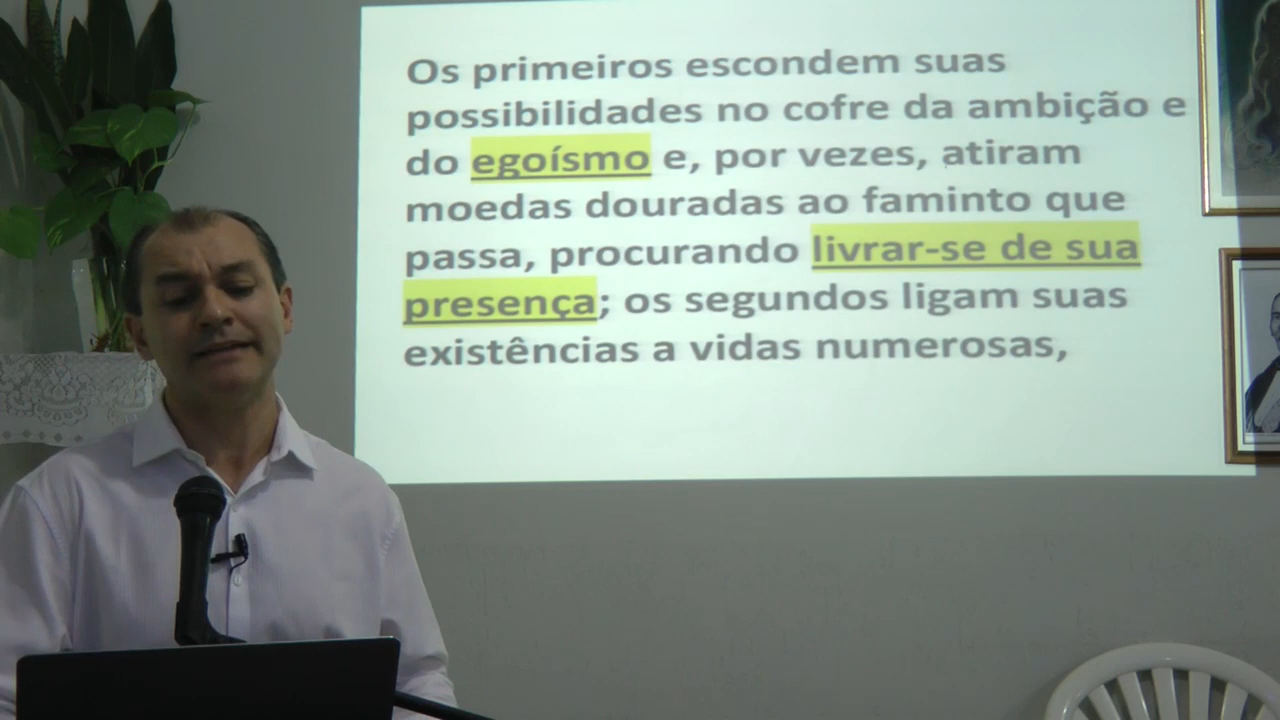 Os primeiros escondem suas
possibilidades no cofre da ambição e
do egoísmo e, por vezes, atiram
moedas douradas ao faminto que
passa, procurando livrar-se de sua
presença; os segundos ligam suas
existências a vidas numerosas,